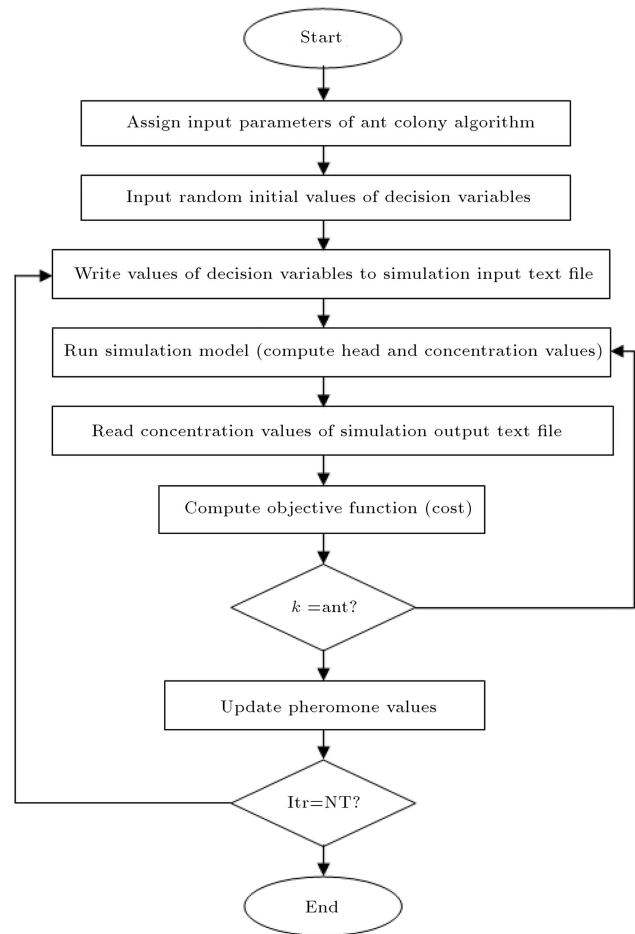 Start
Assign input parameters of ant colony algorithm
Input random initial values of decision variables
Write values of decision variables to simulation input text file
Run simulation model (compute head and concentration values)
Read concentration values of simulation output text file
Compute objective function (cost)
k =ant?
Update pheromone values
Itr=NT?
End